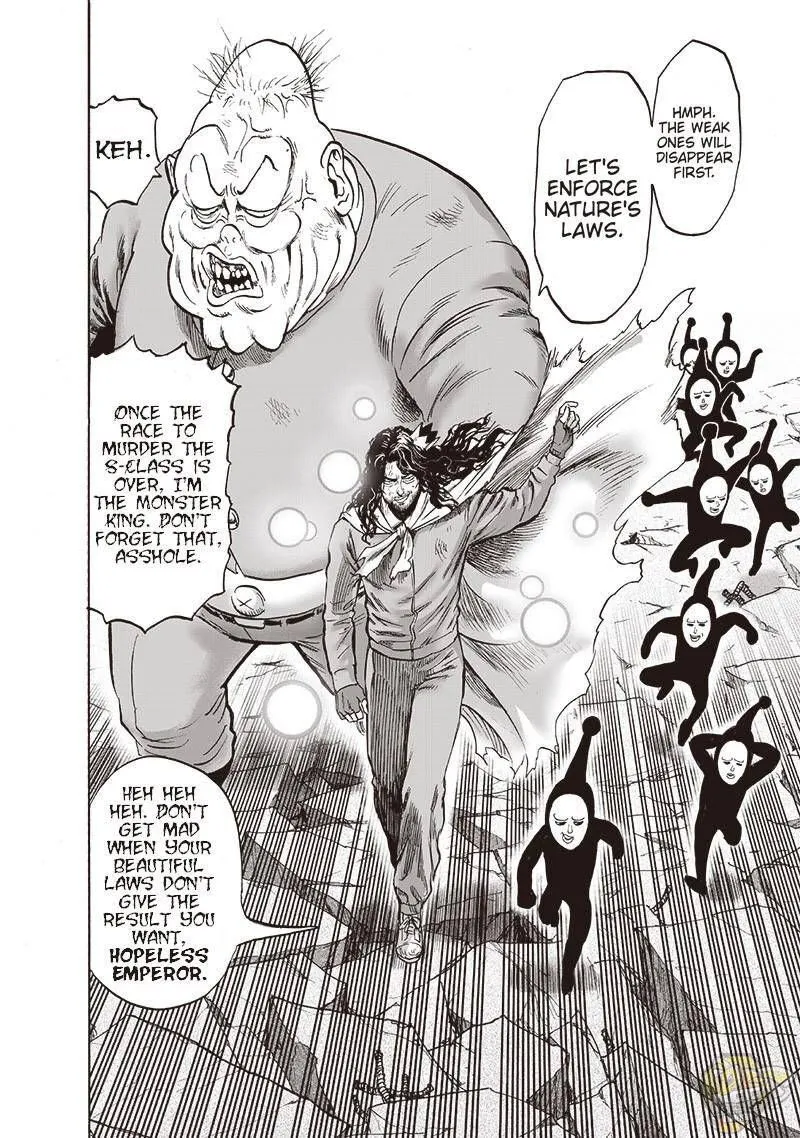 HMPH.
THE WEAK
ONES WILL
DISAPPEAR
FIRST.
LET'S
ENFORCE
NATURE'S
LAWS.
KEH.
ONCE THE
RACE TO
MURDER THE
S-CLASS IS
OVER, I'M
THE MONSTER
KING. DON'T
FORGET THAT,
ASSHOLE.
HEH HEH
HEH. DON'T
GET MAD
WHEN YOUR
BEAUTIFUL
LAWS DON'T
GIVE THE
RESULT YOU
WANT,
HOPELESS
EMPEROR.